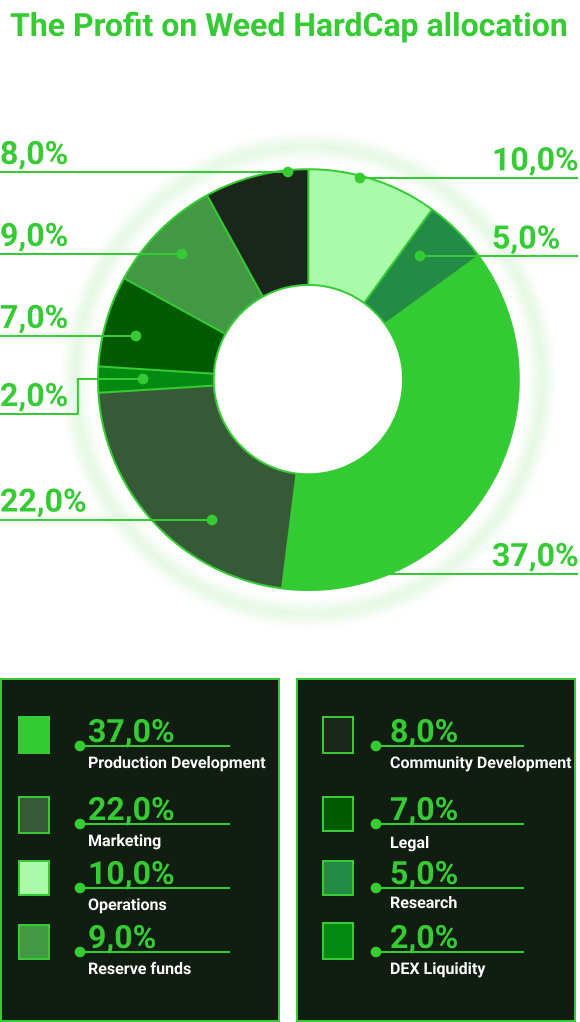 The Profit on Weed HardCap allocation
8,0%
10,0%
9,0%
5,0%
7,0%
2,0%
22,0%
37,0%
37,0%
Production Development
22,0%
Marketing
10,0%
Operations
9,0%
Reserve funds
8,0%
Community Development
7,0%
Legal
5,0%
Research
2,0%
DEX Liquidity